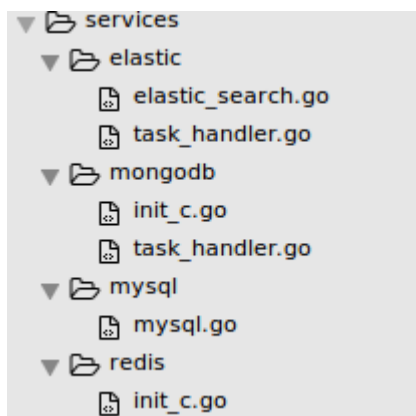 services
elastic
elastic_search.go
task_handler.go
mongodb
init_c.go
task_handler.go
mysql
mysql.go
redis
init_c.go